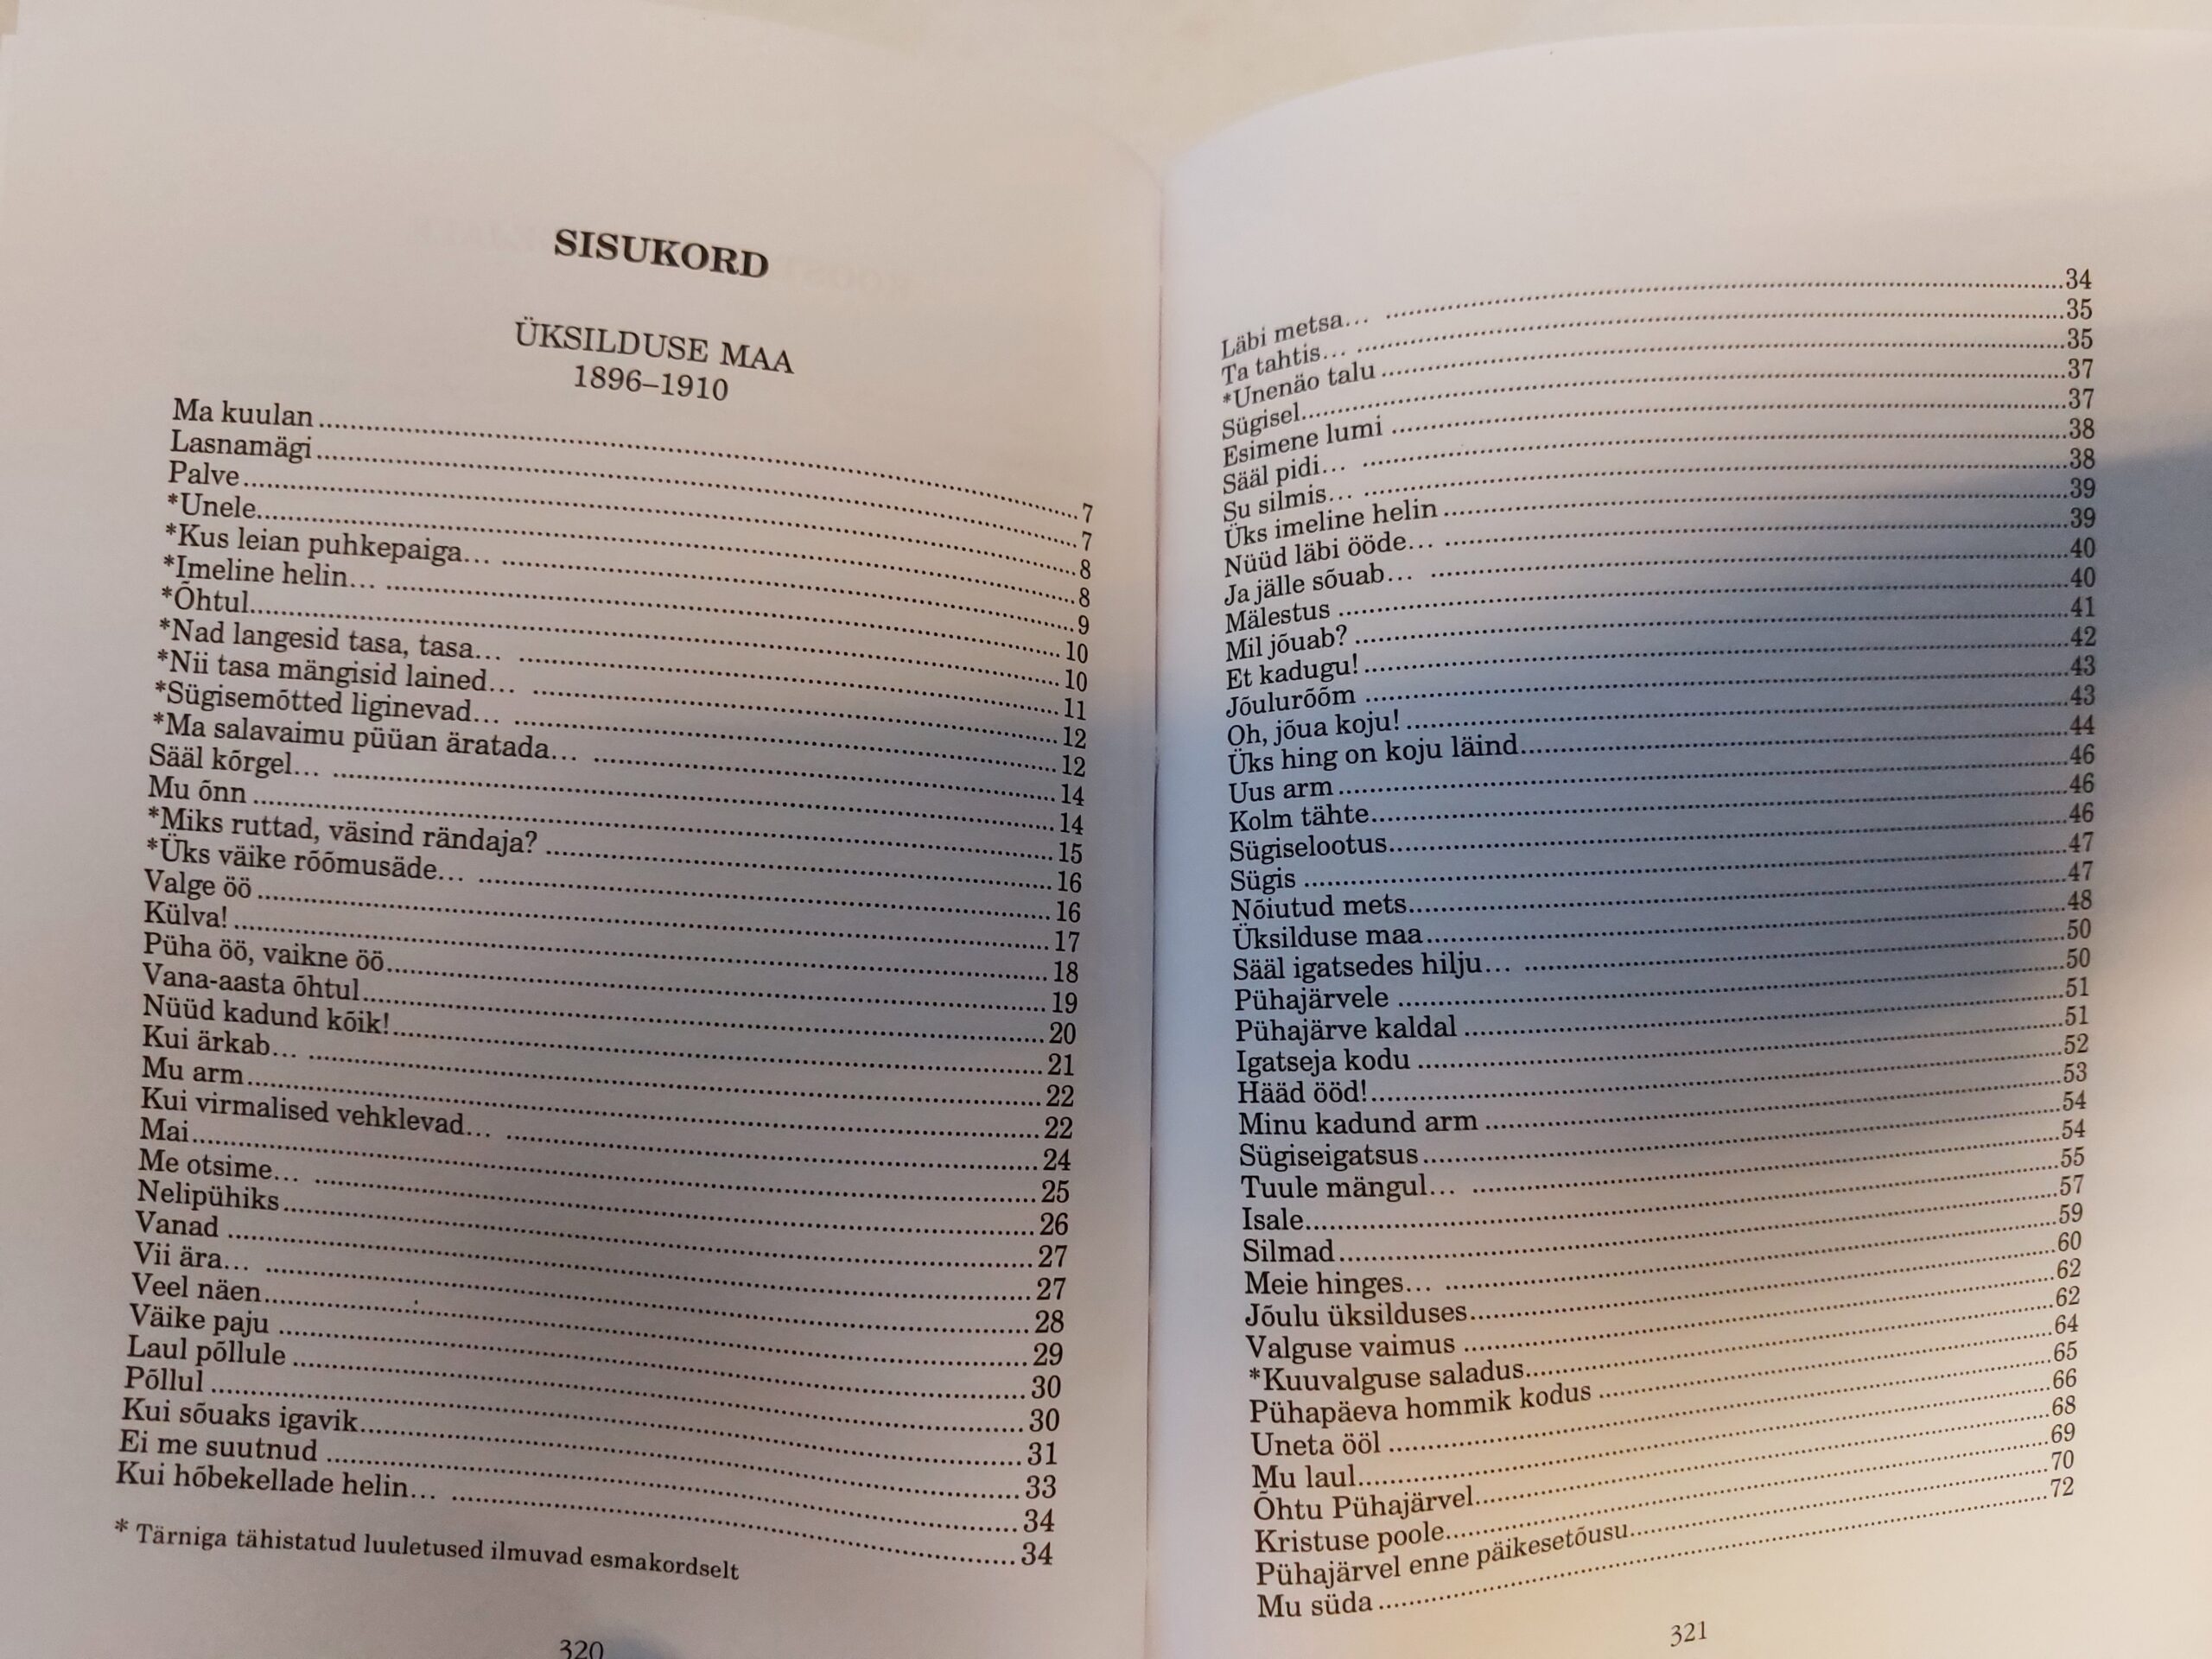 SISUKORD
ÜKSILDUSE MAA
1896–1910
Ma kuulan ..... 7
Lasnamägi ..... 7
Palve ..... 8
*Unele ..... 8
*Kus leian puhkepaiga… ..... 9
*Imeline helin… ..... 10
*Õhtul ..... 10
*Nad langesid tasa, tasa… ..... 11
*Nii tasa mängisid lained… ..... 12
*Sügisemõtted liginevad… ..... 12
*Ma salavaimu püüan äratada… ..... 14
Sääl kõrgel… ..... 14
Mu õnn ..... 15
*Miks ruttad, väsind rändaja? ..... 16
*Üks väike rõõmusäde… ..... 16
Valge öö ..... 17
Külva! ..... 18
Püha öö, vaikne öö ..... 19
Vana-aasta õhtul ..... 20
Nüüd kadund kõik! ..... 21
Kui ärkab… ..... 22
Mu arm ..... 22
Kui virmalised vehklevad… ..... 24
Mai ..... 25
Me otsime… ..... 26
Nelipühiks ..... 27
Vanad ..... 27
Vii ära… ..... 28
Veel näen ..... 29
Väike paju ..... 30
Laul põllule ..... 30
Põllul ..... 31
Kui sõuaks igavik ..... 33
Ei me suutnud ..... 34
Kui hõbekellade helin… ..... 34
* Tärniga tähistatud luuletused ilmuvad esmakordselt
320
Läbi metsa… ..... 34
Ta tahtis… ..... 35
*Unenäo talu ..... 35
Sügisel ..... 37
Esimene lumi ..... 37
Sääl pidi… ..... 38
Su silmis… ..... 38
Üks imeline helin ..... 39
Nüüd läbi ööde… ..... 39
Ja jälle sõuab… ..... 40
Mälestus ..... 40
Mil jõuab? ..... 41
Et kadugu! ..... 42
Jõulurõõm ..... 43
Oh, jõua koju! ..... 43
Üks hing on koju läind ..... 44
Uus arm ..... 46
Kolm tähte ..... 46
Sügiselootus ..... 46
Sügis ..... 47
Nõiutud mets ..... 47
Üksilduse maa ..... 48
Sääl igatsedes hilju… ..... 50
Pühajärvele ..... 50
Pühajärve kaldal ..... 51
Igatseja kodu ..... 51
Hääd ööd! ..... 52
Minu kadund arm ..... 53
Sügiseigatsus ..... 54
Tuule mängul… ..... 54
Isale ..... 55
Silmad ..... 57
Meie hinges… ..... 59
Jõulu üksilduses ..... 60
Valguse vaimus ..... 62
*Kuuvalguse saladus ..... 62
Pühapäeva hommik kodus ..... 64
Uneta ööl ..... 65
Mu laul ..... 66
Õhtu Pühajärvel ..... 68
Kristuse poole ..... 69
Pühajärvel enne päikesetõusu ..... 70
Mu süda ..... 72
321